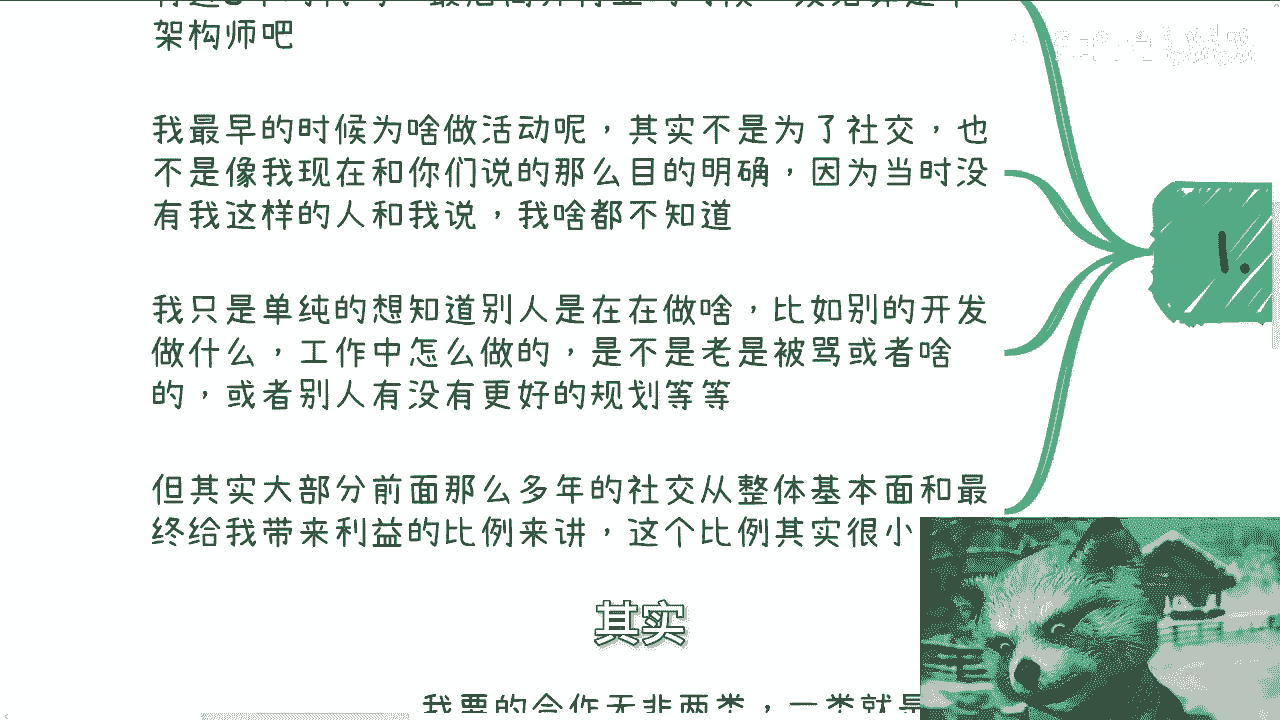 架构师吧
我最早的时候为啥做活动呢，其实不是为了社交，也
不是像我现在和你们说的那么目的明确，因为当时没
有我这样的人和我说，我啥都不知道
我只是单纯的想知道别人是在在做啥，比如别的开发
做什么，工作中怎么做的，是不是老是被骂或者啥
的，或者别人有没有更好的规划等等
但其实大部分前面那么多年的社交从整体基本面和最
终给我带来利益的比例来讲，这个比例其实很小
1.
其实
我要的合作无非两类，一类就是